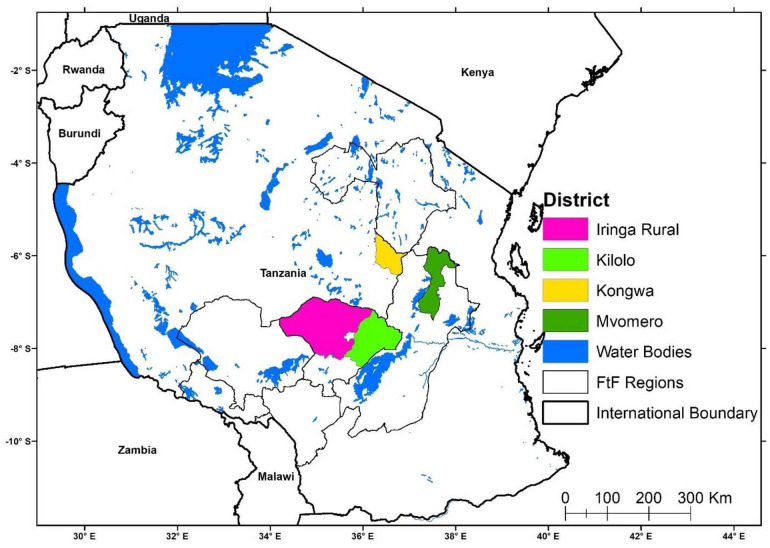 Uganda
Rwanda
Kenya
Burundi
Tanzania
Zambia
Malawi
-2° S
-4° S
-6° S
-8° S
-10° S
30° E
32° E
34° E
36° E
38° E
40° E
42° E
44° E
District
Iringa Rural
Kilolo
Kongwa
Mvomero
Water Bodies
FtF Regions
International Boundary
0 100 200 300 Km